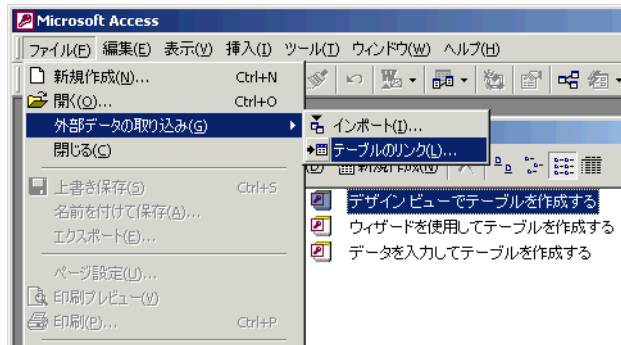 Microsoft Access
ファイル(F) 編集(E) 表示(V) 挿入(I) ツール(T) ウィンドウ(W) ヘルプ(H)
新規作成(N)... Ctrl+N
開く(O)... Ctrl+O
外部データの取り込み(G)
インポート(I)...
閉じる(C)
テーブルのリンク(L)...
上書き保存(S) Ctrl+S
デザイン ビューでテーブルを作成する
名前を付けて保存(A)...
ウィザードを使用してテーブルを作成する
エクスポート(E)...
データを入力してテーブルを作成する
ページ設定(U)...
印刷プレビュー(V)
印刷(P)... Ctrl+P